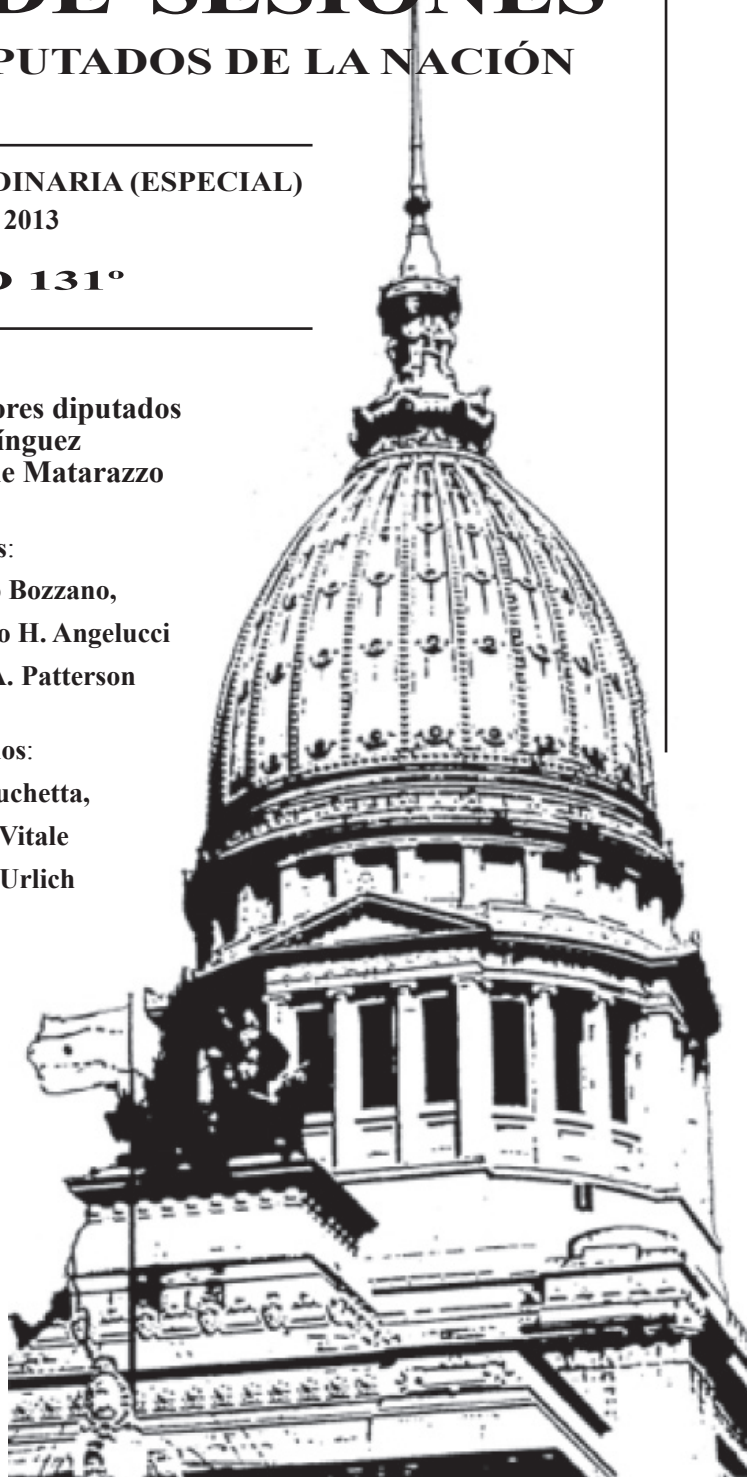 DE SESIONES
PUTADOS DE LA NACIÓN
DINARIA (ESPECIAL)
2013
O 131º
ores diputados
ínguez
e Matarazzo
s:
o Bozzano,
o H. Angelucci
A. Patterson
ios:
uchetta,
Vitale
Urlich